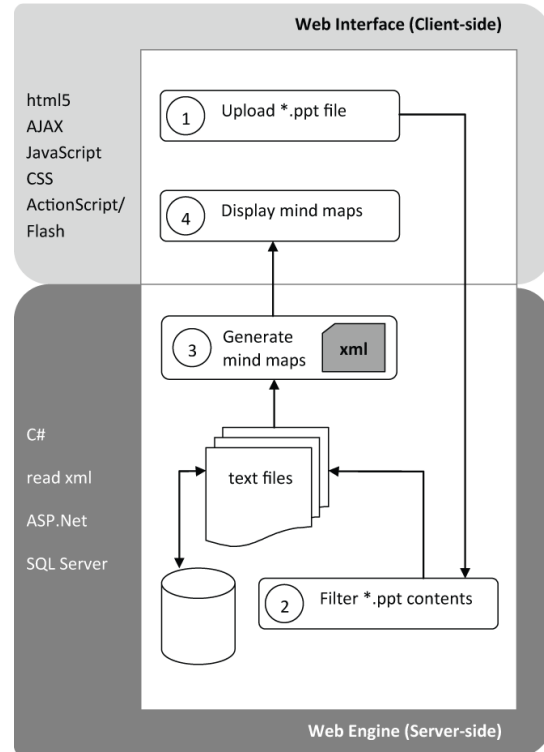 Web Interface (Client-side)
html5
AJAX
JavaScript
CSS
ActionScript/
Flash
1
Upload *.ppt file
4
Display mind maps
3
Generate
mind maps
xml
C#
read xml
ASP.Net
SQL Server
text files
2
Filter *.ppt contents
Web Engine (Server-side)